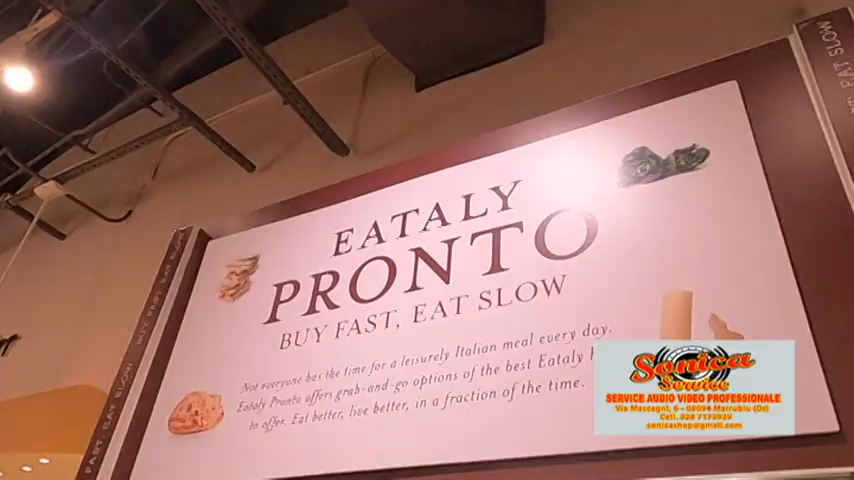 EATALY
PRONTO
BUY FAST, EAT SLOW
Not everyone has the time for a leisurely Italian meal every day.
Eataly Pronto offers grab-and-go options of the best Eataly
to offer. Eat better, live better, in a fraction of the time.
BUY FAST, EAT SLOW
EAT SLOW
Sonica
Service
SERVICE AUDIO VIDEO PROFESSIONALE
Via Mascagni, 6 - 09094 Marrubiu (Or)
Cell. 328 7173939
sonicashop@gmail.com